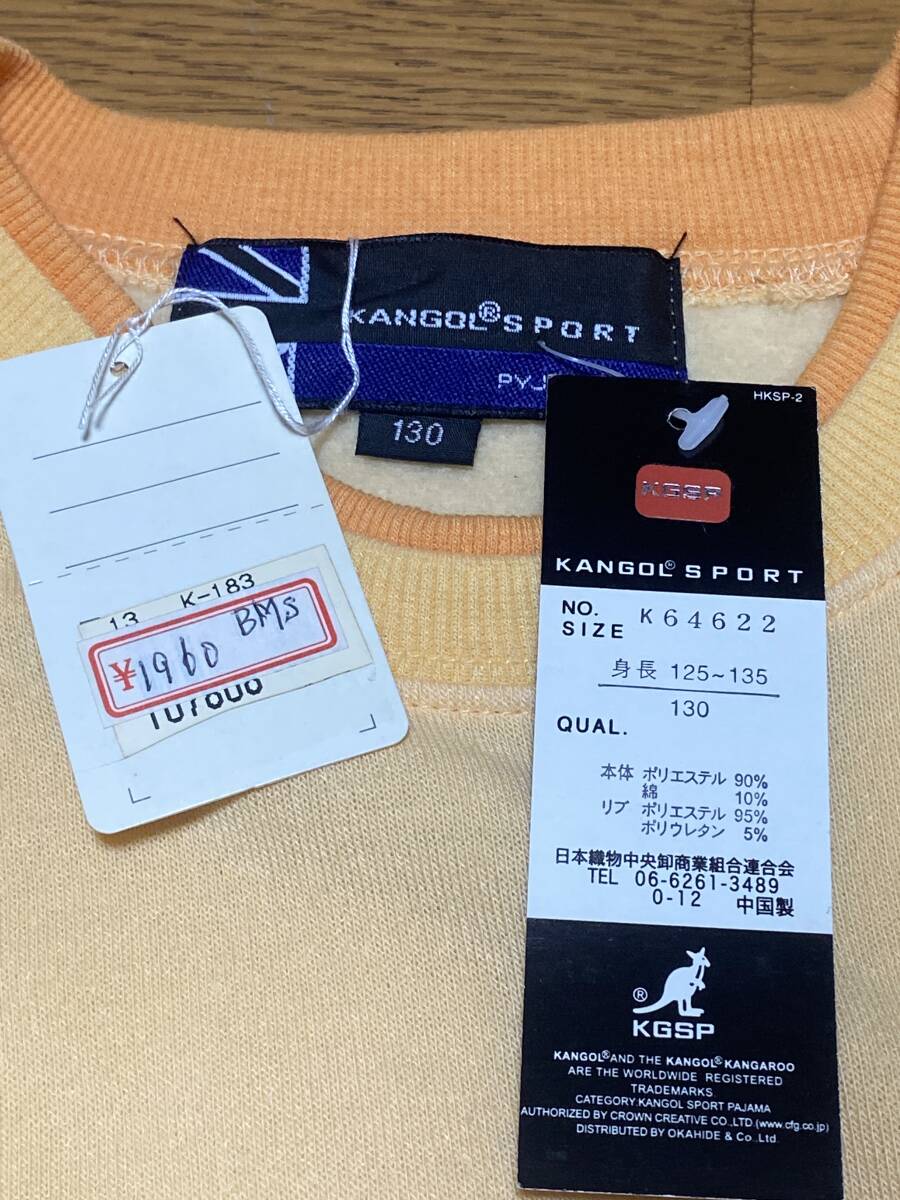 KANGOL® SPORT
PYJ
130
13 K-183
BMS
¥1960
107000
HKSP-2
KGSP
KANGOL® SPORT
NO. K64622
SIZE
身長 125~135
130
QUAL.
本体 ポリエステル 90%
綿 10%
リブ ポリエステル 95%
ポリウレタン 5%
日本織物中央卸商業組合連合会
TEL 06-6261-3489
0-12 中国製
®
KGSP
KANGOL® AND THE KANGOL® KANGAROO
ARE THE WORLDWIDE REGISTERED
TRADEMARKS
CATEGORY:KANGOL SPORT PAJAMA
AUTHORIZED BY CROWN CREATIVE CO.,LTD (www.cfg.co.jp)
DISTRIBUTED BY OKAHIDE & Co.,Ltd.